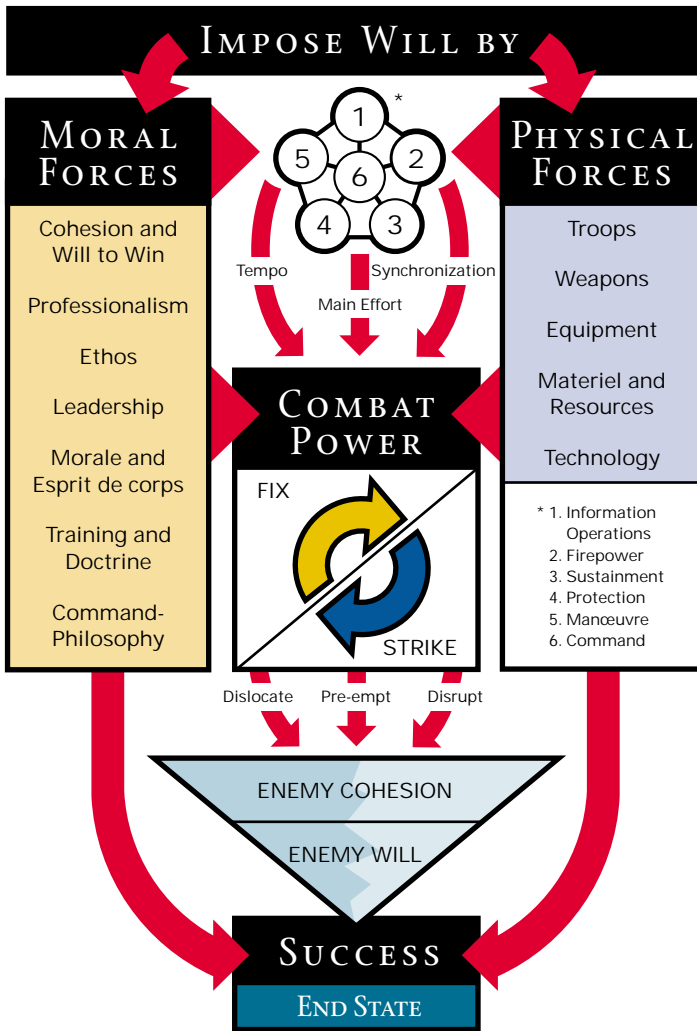 IMPOSE WILL BY
MORAL
FORCES
Cohesion and
Will to Win
Professionalism
Ethos
Leadership
Morale and
Esprit de corps
Training and
Doctrine
Command-
Philosophy
*
1
5
2
6
4
3
Tempo
Synchronization
Main Effort
PHYSICAL
FORCES
Troops
Weapons
Equipment
Materiel and
Resources
Technology
* 1. Information
Operations
2. Firepower
3. Sustainment
4. Protection
5. Manœuvre
6. Command
COMBAT
POWER
FIX
STRIKE
Dislocate
Pre-empt
Disrupt
ENEMY COHESION
ENEMY WILL
SUCCESS
END STATE